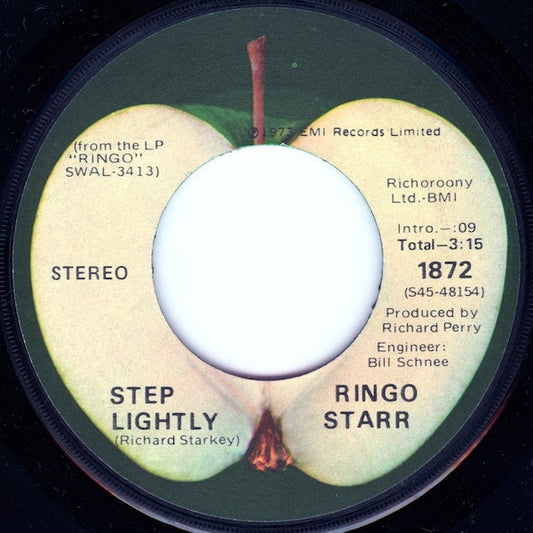 ℗1973 EMI Records Limited
(from the LP
"RINGO"
SWAL-3413)
Richoroony
Ltd.-BMI
Intro.–:09
Total–3:15
STEREO
1872
(S45-48154)
Produced by
Richard Perry
Engineer:
Bill Schnee
STEP
LIGHTLY
(Richard Starkey)
RINGO
STARR